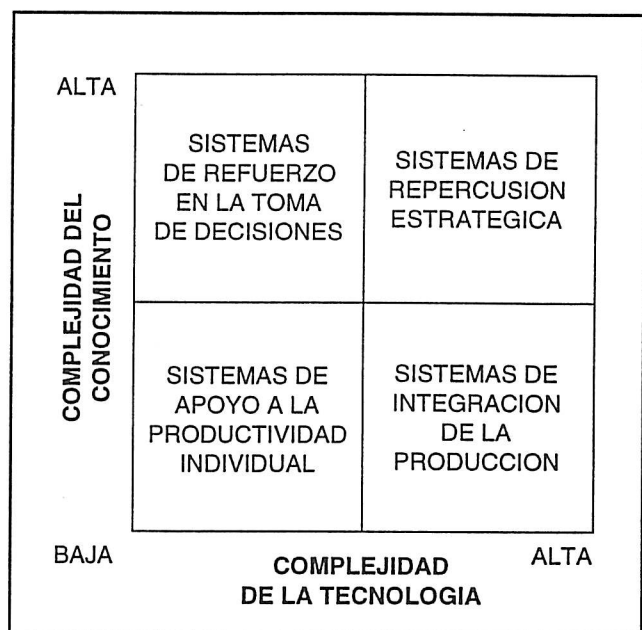 ALTA
SISTEMAS
DE REFUERZO
EN LA TOMA
DE DECISIONES
SISTEMAS DE
REPERCUSION
ESTRATEGICA
COMPLEJIDAD DEL
CONOCIMIENTO
SISTEMAS DE
APOYO A LA
PRODUCTIVIDAD
INDIVIDUAL
SISTEMAS DE
INTEGRACION
DE LA
PRODUCCION
BAJA
COMPLEJIDAD
DE LA TECNOLOGIA
ALTA